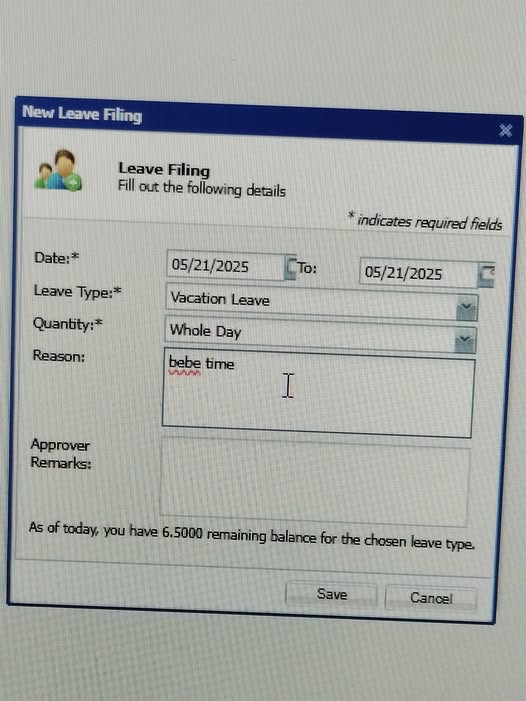 New Leave Filing
Leave Filing
Fill out the following details
* indicates required fields
Date:* 05/21/2025 To: 05/21/2025
Leave Type:* Vacation Leave
Quantity:* Whole Day
Reason: bebe time
Approver
Remarks:
As of today, you have 6.5000 remaining balance for the chosen leave type.
Save Cancel